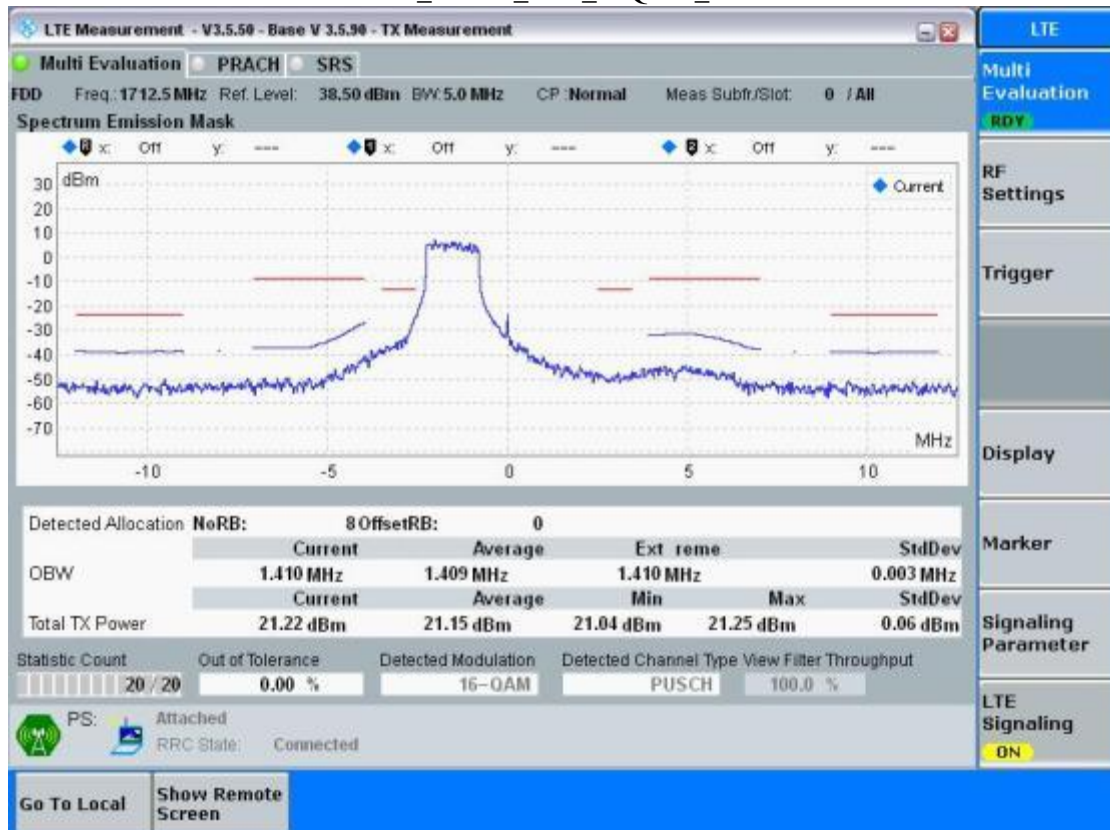 LTE Measurement - V3.5.50 - Base V 3.5.90 - TX Measurement
LTE
Multi Evaluation PRACH SRS
Multi Evaluation
RDY
FDD Freq.: 1712.5 MHz Ref. Level: 38.50 dBm BW: 5.0 MHz CP :Normal Meas Subfr/Slot: 0 / All
Spectrum Emission Mask
x: Off y: --- x: Off y: --- x: Off y: ---
dBm
Current
30
20
10
0
-10
-20
-30
-40
-50
-60
-70
MHz
-10 -5 0 5 10
RF
Settings
Trigger
Display
Marker
Signaling
Parameter
LTE
Signaling
ON
Detected Allocation NoRB: 8 OffsetRB: 0
Current Average Ext reme StdDev
OBW 1.410 MHz 1.409 MHz 1.410 MHz 0.003 MHz
Current Average Min Max StdDev
Total TX Power 21.22 dBm 21.15 dBm 21.04 dBm 21.25 dBm 0.06 dBm
Statistic Count Out of Tolerance Detected Modulation Detected Channel Type View Filter Throughput
20 / 20 0.00 % 16-QAM PUSCH 100.0 %
PS: Attached
RRC State: Connected
Go To Local
Show Remote
Screen